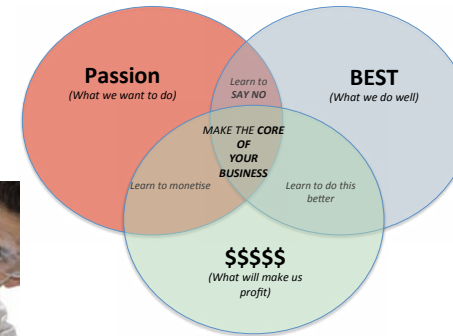 Passion
(What we want to do)
Learn to
SAY NO
BEST
(What we do well)
MAKE THE CORE
OF
YOUR
BUSINESS
Learn to monetise
Learn to do this
better
$$$$$
(What will make us
profit)